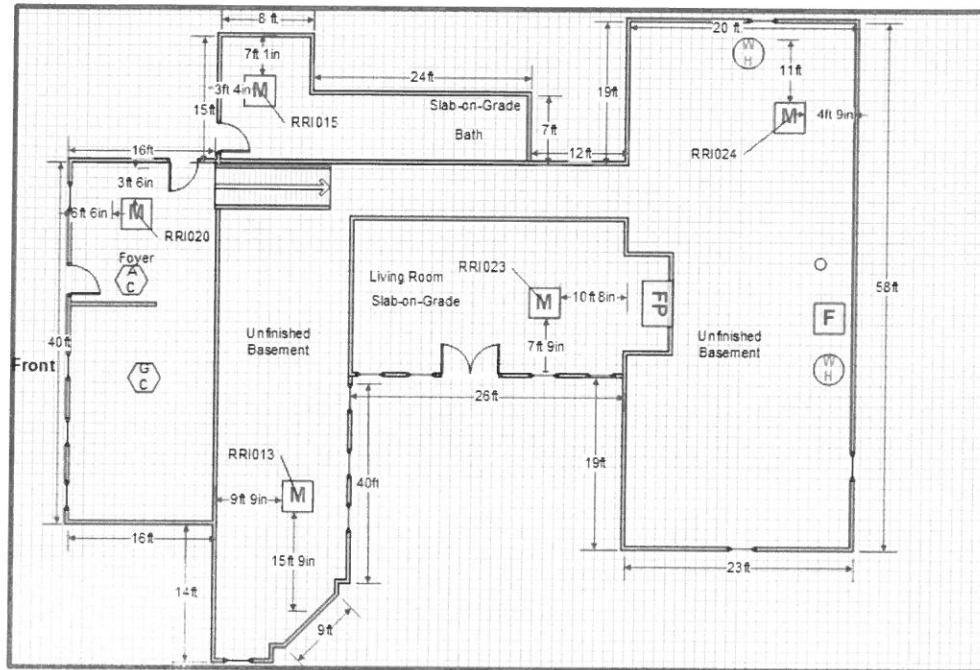 8 ft
7ft 1in
3ft 4in
M
RRI015
15ft
24ft
Slab-on-Grade
Bath
7ft
12ft
19ft
20 ft.
W
H
11ft
M
4ft 9in
RRI024
16ft
3ft 6in
6ft 6in
M
RRI020
Foyer
A
C
Living Room
Slab-on-Grade
RRI023
M
10ft 8in
7ft 9in
FP
Unfinished
Basement
F
W
H
58ft
40ft
Front
G
C
Unfinished
Basement
26ft
RRI013
M
9ft 9in
40ft
19ft
15ft 9in
16ft
14ft
9ft
23ft